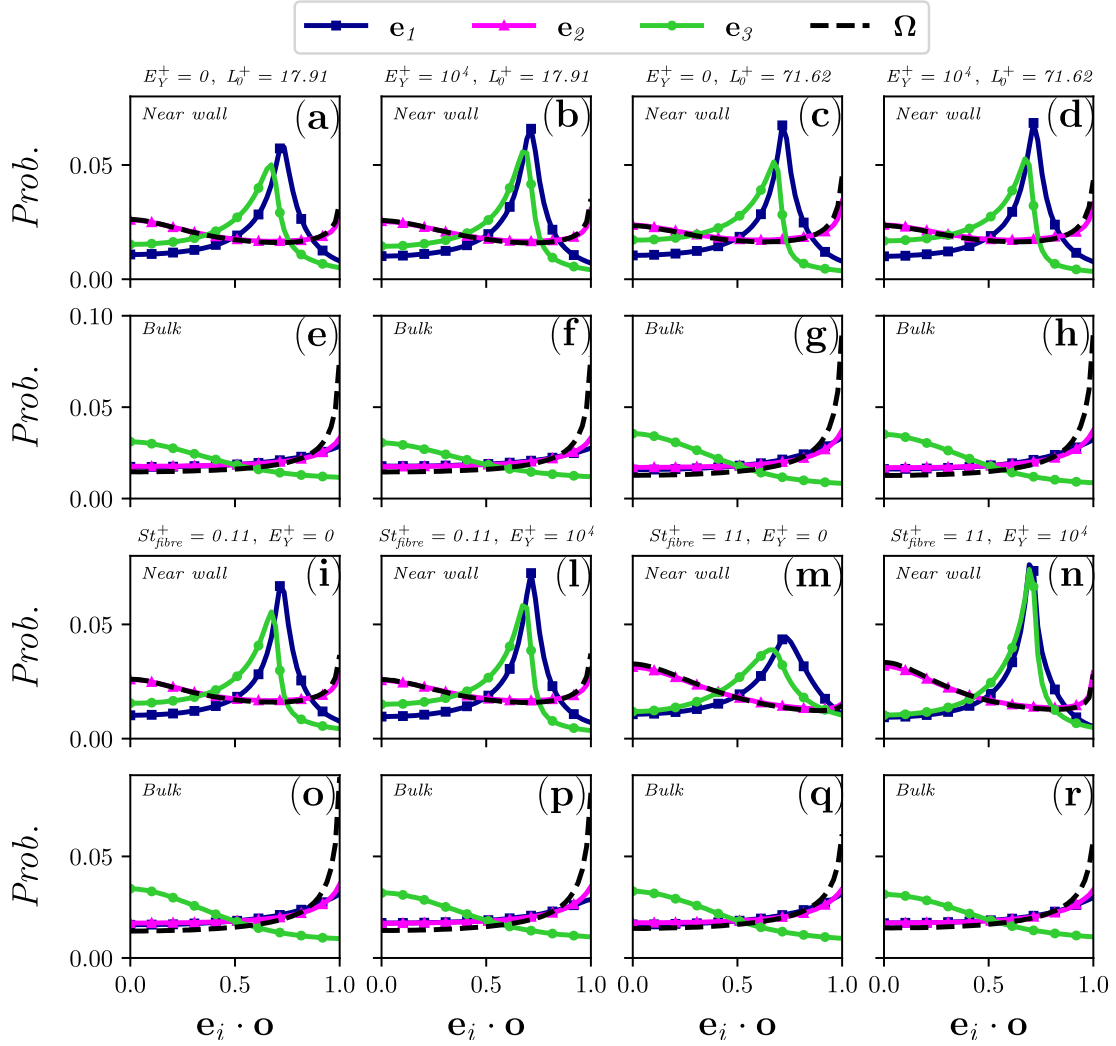 e1 e2 e3 Ω
E_Y^+ = 0, L_0^+ = 17.91 E_Y^+ = 10^4, L_0^+ = 17.91 E_Y^+ = 0, L_0^+ = 71.62 E_Y^+ = 10^4, L_0^+ = 71.62
Near wall (a) Near wall (b) Near wall (c) Near wall (d)
Prob.
0.05
0.00
0.10
Bulk (e) Bulk (f) Bulk (g) Bulk (h)
Prob.
0.05
0.00
St_fibre^+ = 0.11, E_Y^+ = 0 St_fibre^+ = 0.11, E_Y^+ = 10^4 St_fibre^+ = 11, E_Y^+ = 0 St_fibre^+ = 11, E_Y^+ = 10^4
Near wall (i) Near wall (l) Near wall (m) Near wall (n)
Prob.
0.05
0.00
Bulk (o) Bulk (p) Bulk (q) Bulk (r)
Prob.
0.05
0.00
0.0 0.5 1.0 0.0 0.5 1.0 0.0 0.5 1.0 0.0 0.5 1.0
e_i · o e_i · o e_i · o e_i · o